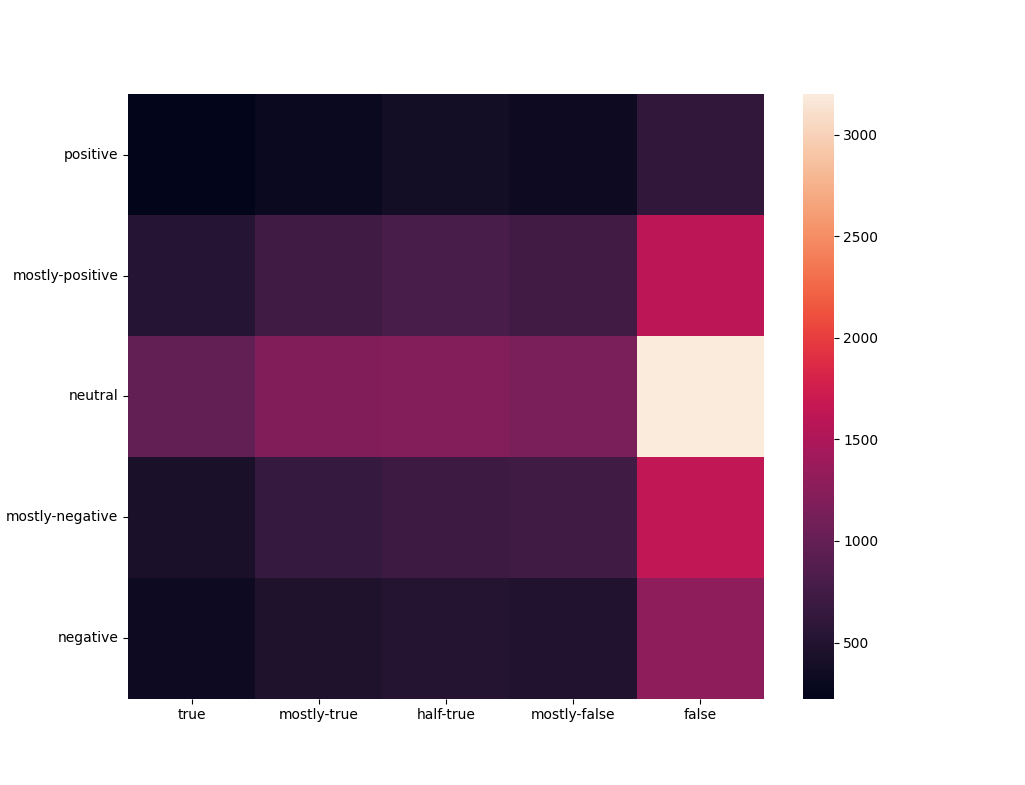 positive
mostly-positive
neutral
mostly-negative
negative
true mostly-true half-true mostly-false false
3000
2500
2000
1500
1000
500